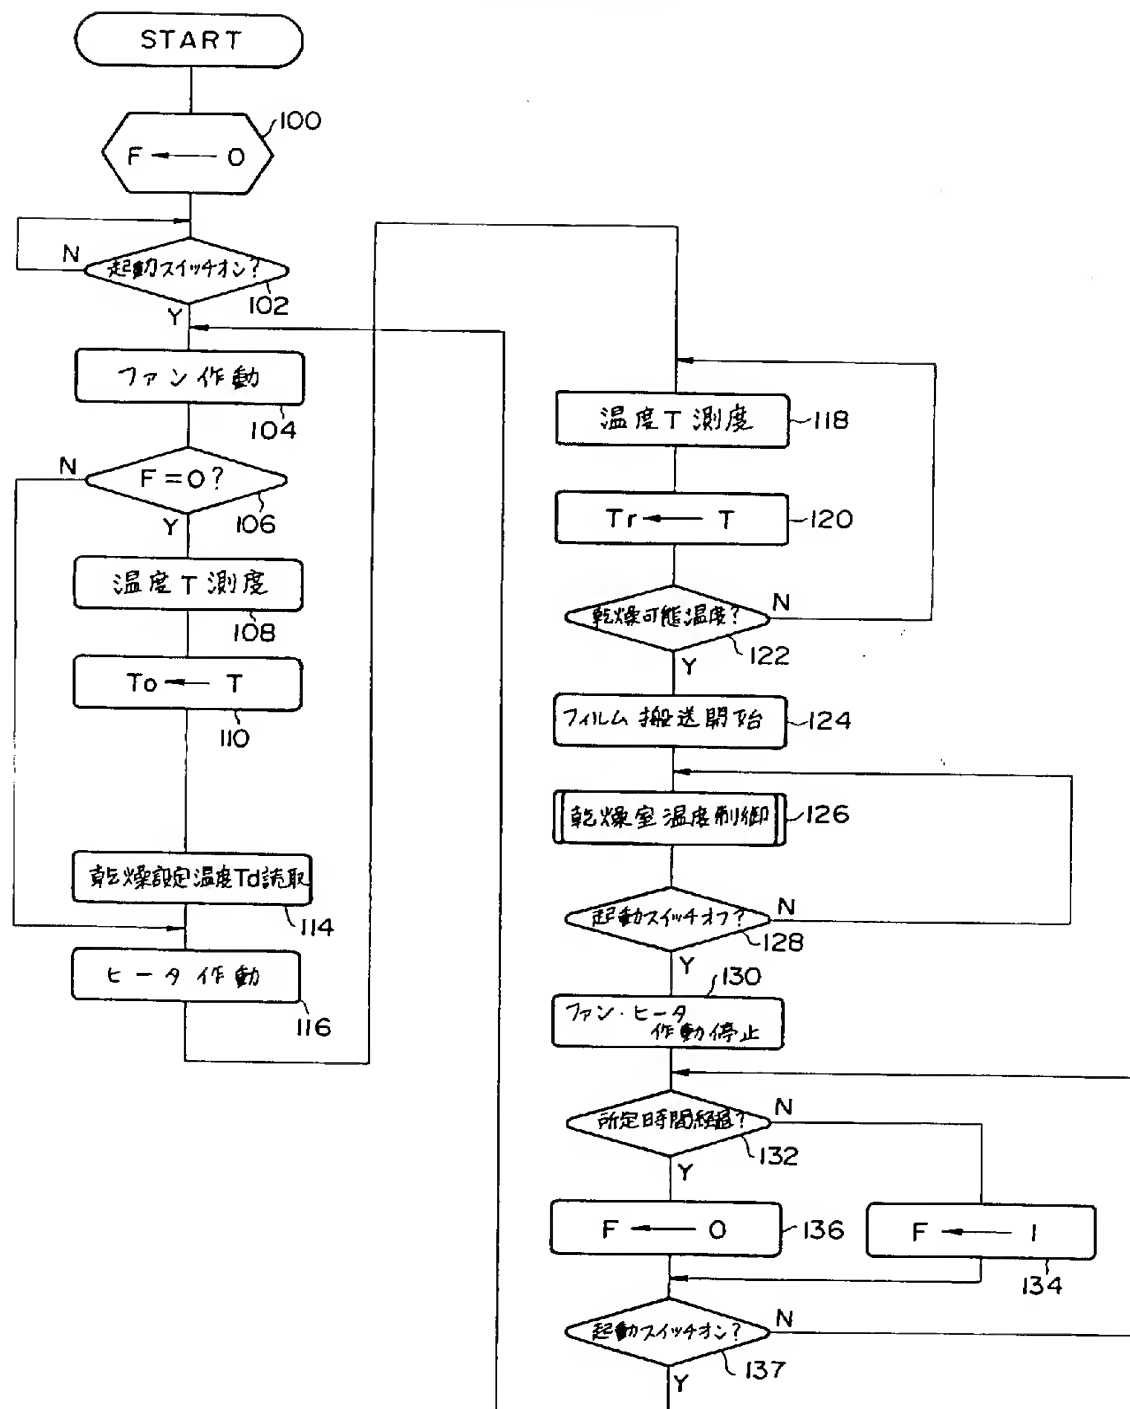 START
100
F ← 0
N
起動スイッチオン?
102
Y
ファン作動
104
N
F=0?
106
Y
温度T測度
108
To ← T
110
乾燥設定温度Td読取
114
ヒータ作動
116
温度T測度
118
Tr ← T
120
乾燥可能温度?
N
122
Y
フィルム搬送開始
124
乾燥室温度制御
126
起動スイッチオフ?
N
128
Y
130
ファン・ヒータ
作動停止
所定時間経過?
N
132
Y
F ← 0
136
F ← 1
134
起動スイッチオン?
N
137
Y